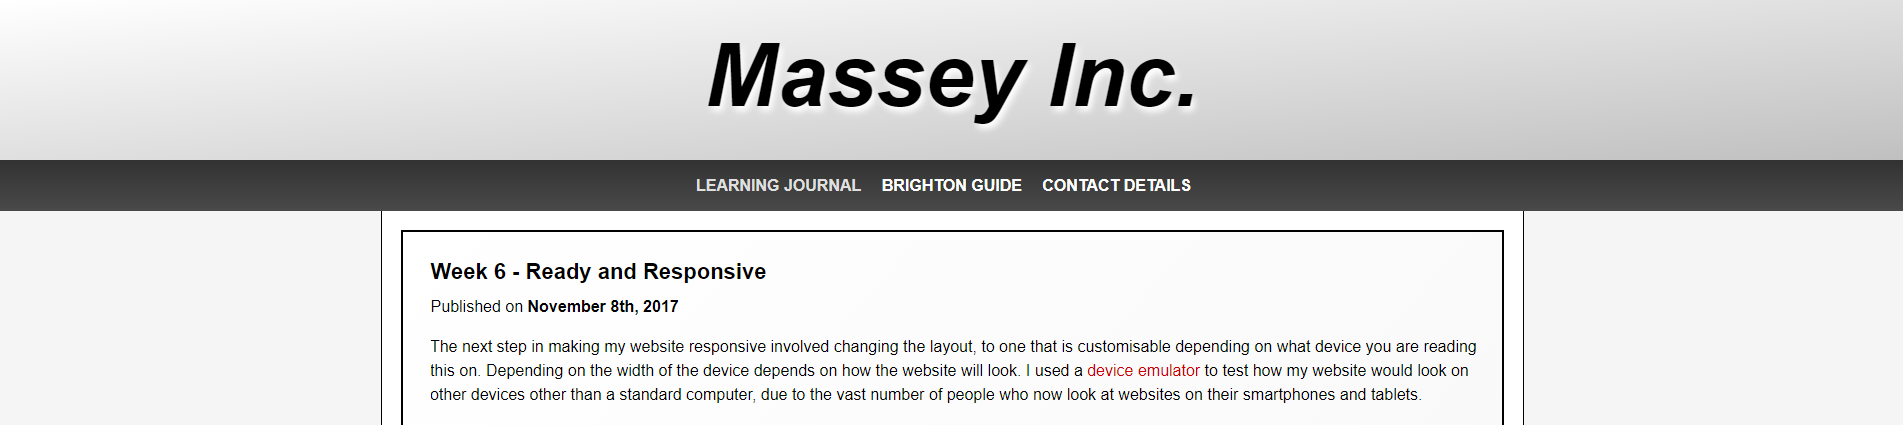 Massey Inc.
LEARNING JOURNAL BRIGHTON GUIDE CONTACT DETAILS
Week 6 - Ready and Responsive
Published on November 8th, 2017
The next step in making my website responsive involved changing the layout, to one that is customisable depending on what device you are reading
this on. Depending on the width of the device depends on how the website will look. I used a device emulator to test how my website would look on
other devices other than a standard computer, due to the vast number of people who now look at websites on their smartphones and tablets.